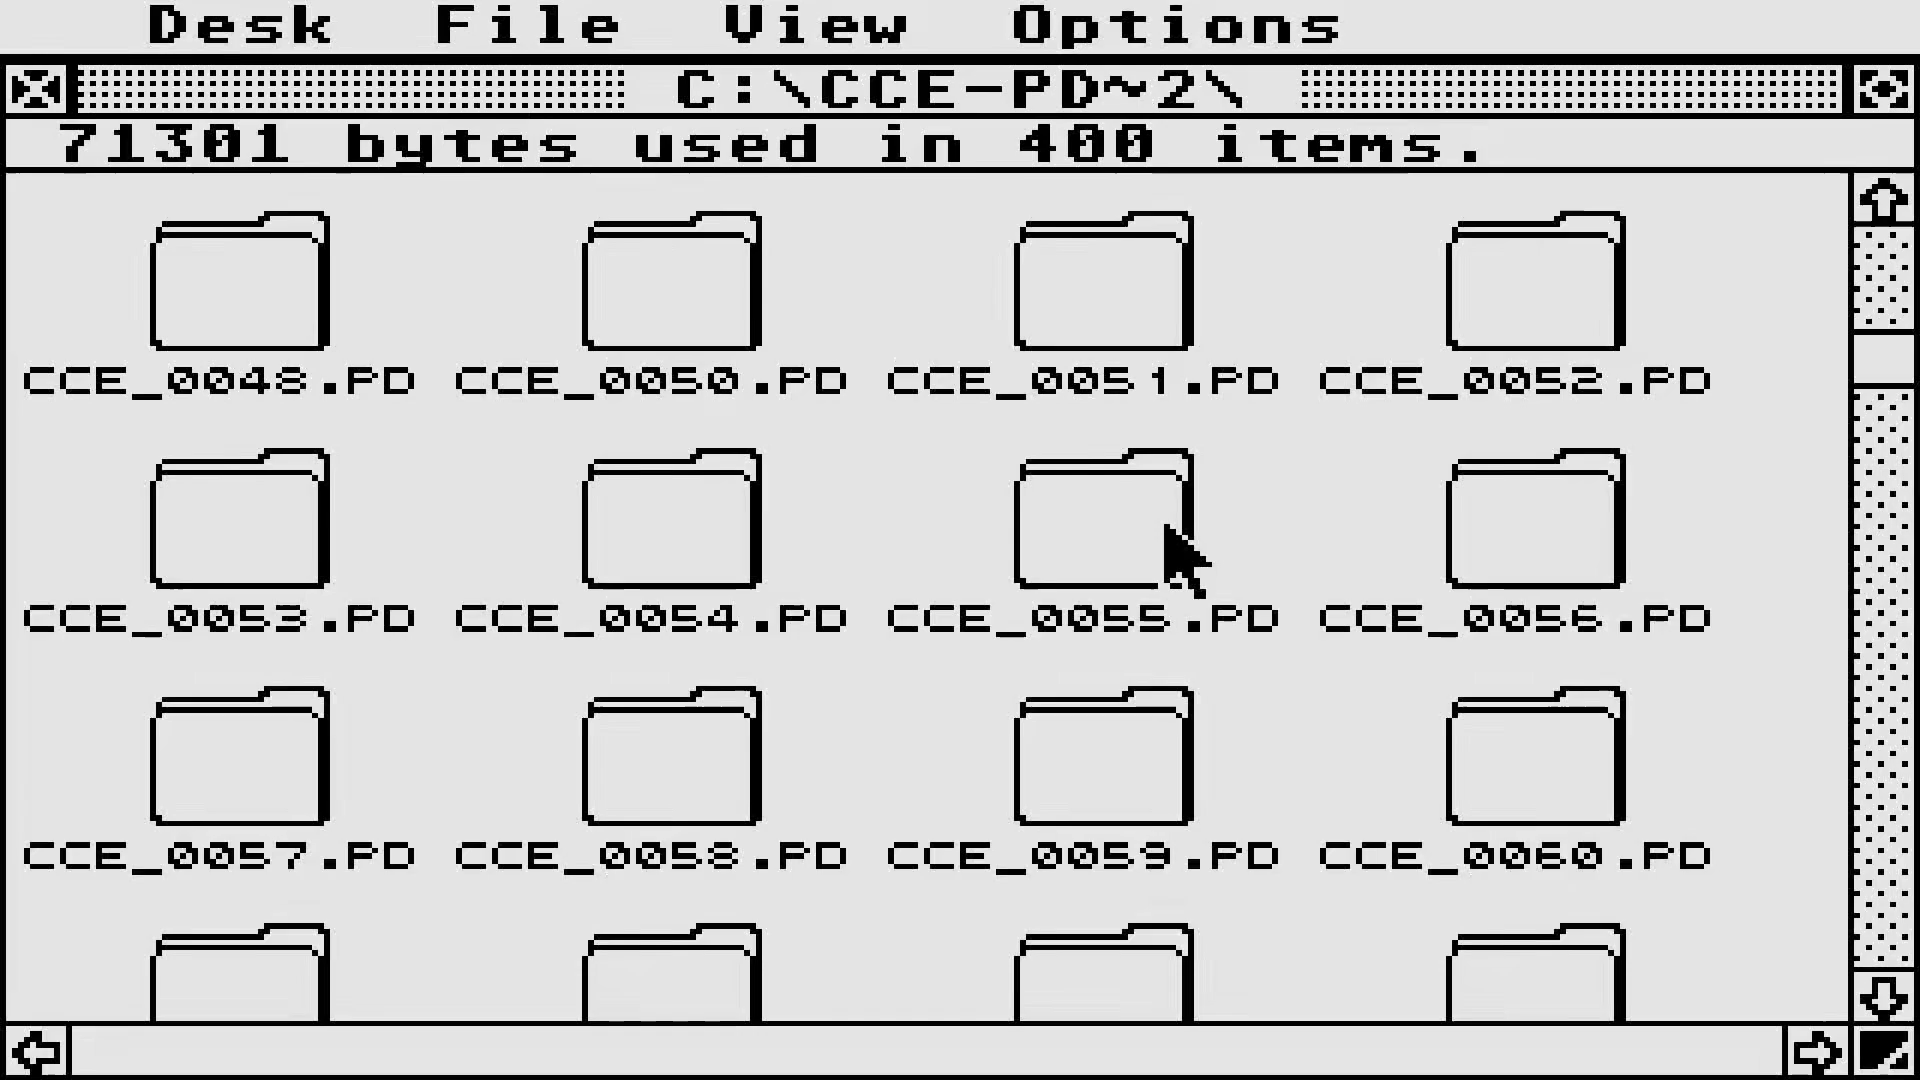 Desk File View Options
C:\CCE-PD~2\
71301 bytes used in 400 items.
CCE_0048.PD CCE_0050.PD CCE_0051.PD CCE_0052.PD
CCE_0053.PD CCE_0054.PD CCE_0055.PD CCE_0056.PD
CCE_0057.PD CCE_0058.PD CCE_0059.PD CCE_0060.PD